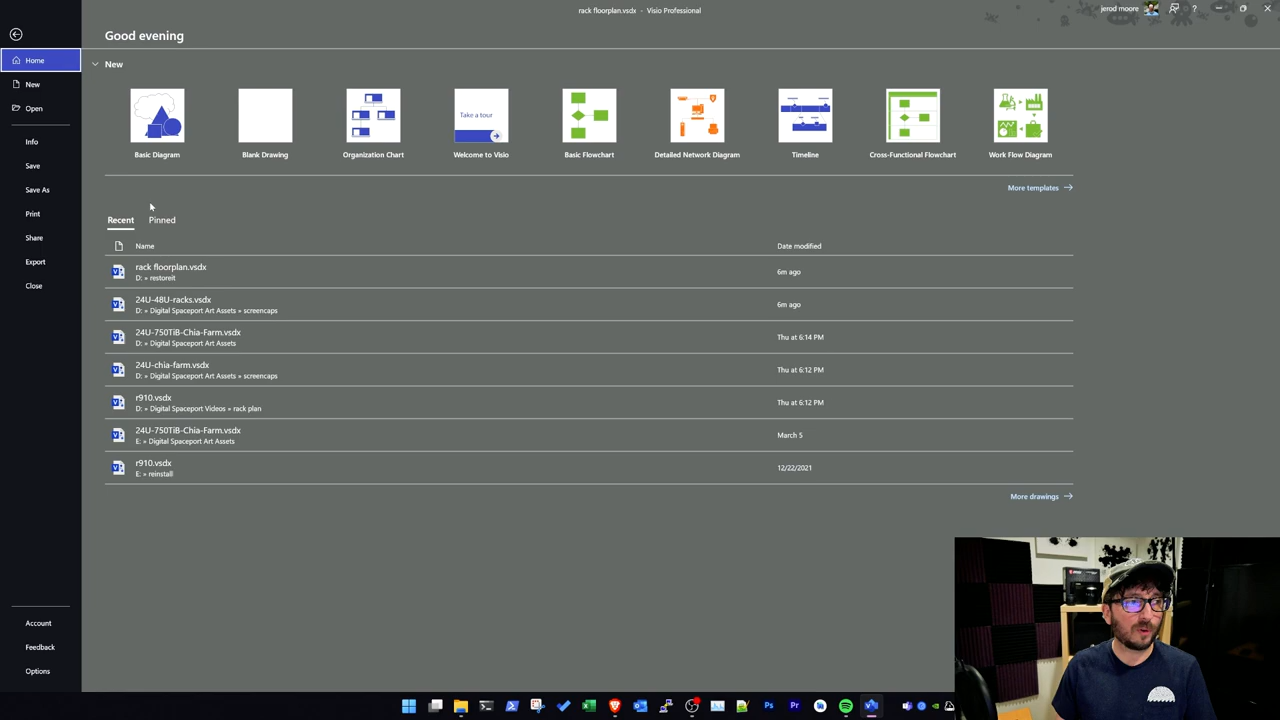 rack floorplan.vsdx - Visio Professional
jerod moore
?
Good evening
Home
New
Open
Info
Save
Save As
Print
Share
Export
Close
Account
Feedback
Options
New
Take a tour
Basic Diagram
Blank Drawing
Organization Chart
Welcome to Visio
Basic Flowchart
Detailed Network Diagram
Timeline
Cross-Functional Flowchart
Work Flow Diagram
More templates
Recent Pinned
Name Date modified
rack floorplan.vsdx 6m ago
D: » restoreit
24U-48U-racks.vsdx 6m ago
D: » Digital Spaceport Art Assets » screencaps
24U-750TiB-Chia-Farm.vsdx Thu at 6:14 PM
D: » Digital Spaceport Art Assets
24U-chia-farm.vsdx Thu at 6:12 PM
D: » Digital Spaceport Art Assets » screencaps
r910.vsdx Thu at 6:12 PM
D: » Digital Spaceport Videos » rack plan
24U-750TiB-Chia-Farm.vsdx March 5
E: » Digital Spaceport Art Assets
r910.vsdx 12/22/2021
E: » reinstall
More drawings
Ps
Pr